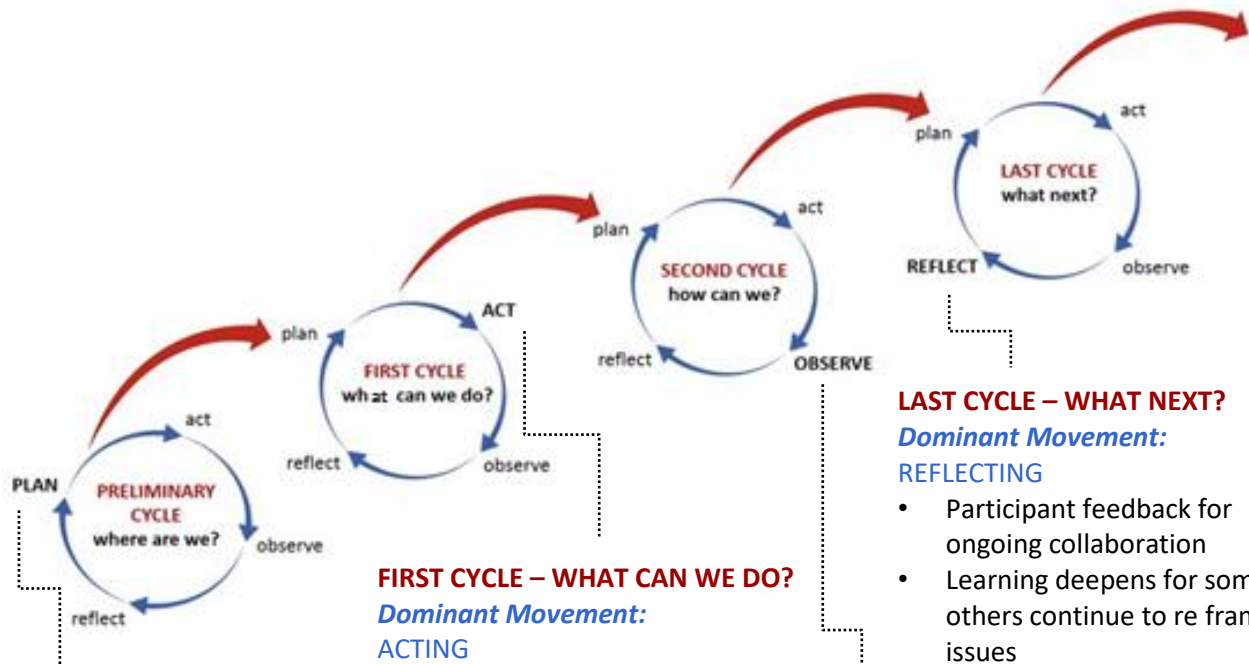 PLAN
act
observe
reflect
PRELIMINARY
CYCLE
where are we?
plan
ACT
observe
reflect
FIRST CYCLE
what can we do?
plan
act
OBSERVE
reflect
SECOND CYCLE
how can we?
plan
act
observe
REFLECT
LAST CYCLE
what next?
FIRST CYCLE – WHAT CAN WE DO?
Dominant Movement:
ACTING
LAST CYCLE – WHAT NEXT?
Dominant Movement:
REFLECTING
• Participant feedback for
ongoing collaboration
• Learning deepens for
others continue to re
issues